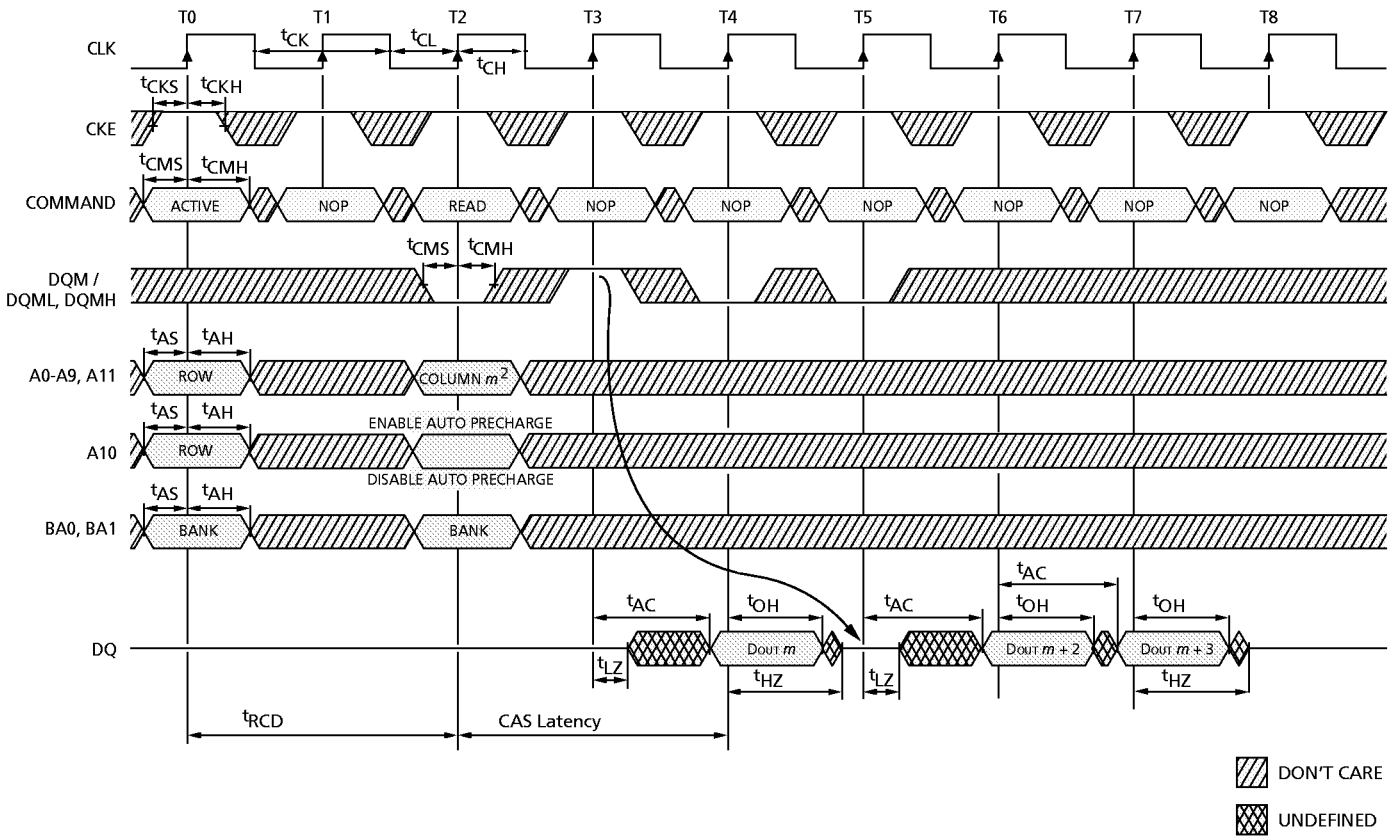 T0 T1 T2 T3 T4 T5 T6 T7 T8
CLK
tCK
tCL
tCH
tCKS
tCKH
CKE
tCMS
tCMH
COMMAND
ACTIVE
NOP
READ
NOP
NOP
NOP
NOP
NOP
NOP
tCMS
tCMH
DQM /
DQML, DQMH
tAS
tAH
A0-A9, A11
ROW
COLUMN m2
tAS
tAH
ENABLE AUTO PRECHARGE
A10
ROW
DISABLE AUTO PRECHARGE
tAS
tAH
BA0, BA1
BANK
BANK
tAC
tAC
tOH
tAC
tOH
tOH
DQ
DOUT m
DOUT m + 2
DOUT m + 3
tLZ
tHZ
tLZ
tHZ
tRCD
CAS Latency
DON'T CARE
UNDEFINED